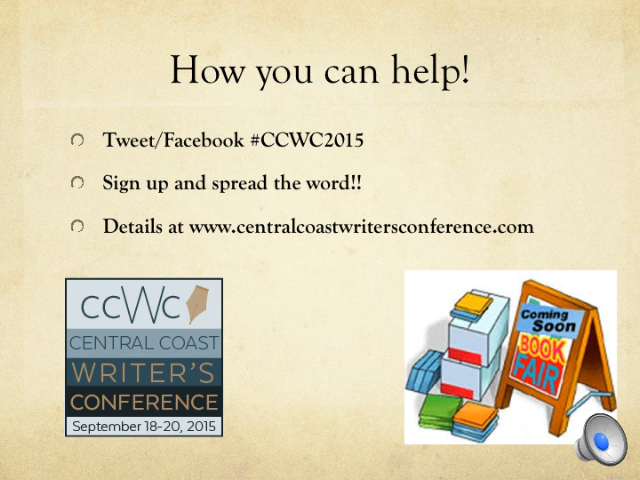 How you can help!
Tweet/Facebook #CCWC2015
Sign up and spread the word!!
Details at www.centralcoastwritersconference.com
ccWc
CENTRAL COAST
WRITER'S
CONFERENCE
September 18-20, 2015
Coming
Soon
BOOK
FAIR